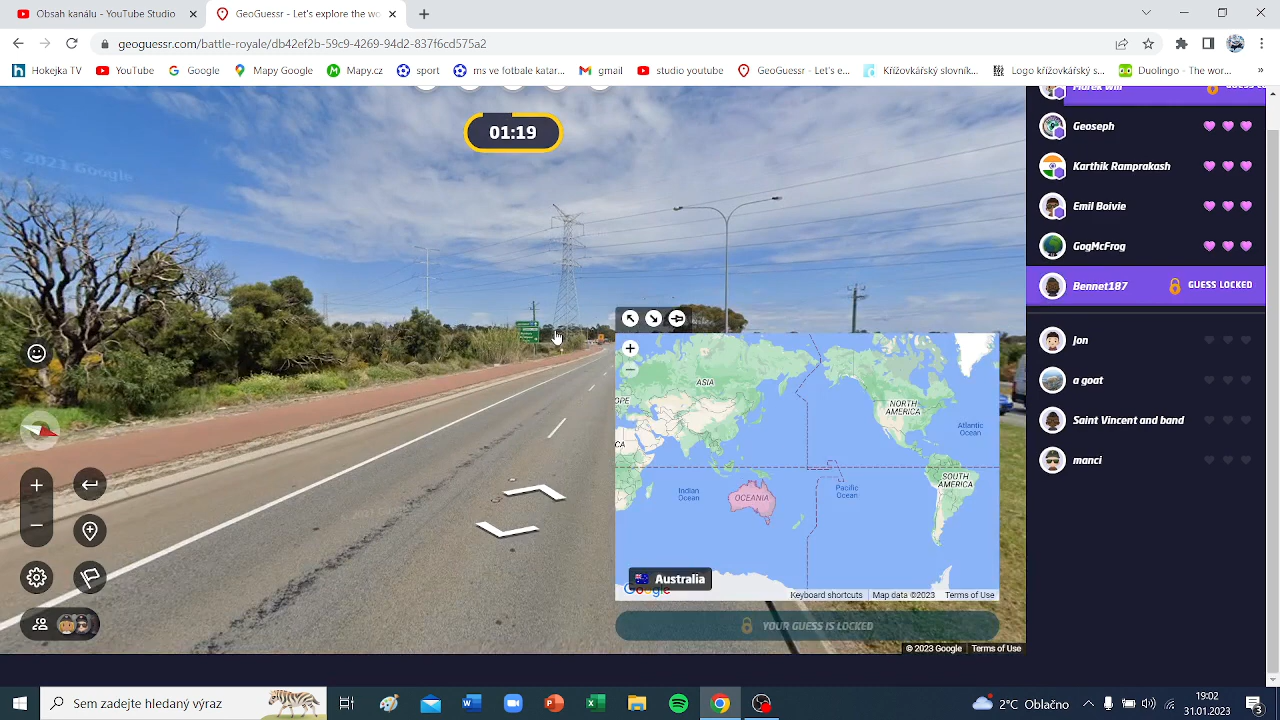 Obsah kanálu - YouTube Studio
GeoGuessr - Let's explore the wo
geoguessr.com/battle-royale/db42ef2b-59c9-4269-94d2-837f6cd575a2
Hokejka TV
YouTube
Google
Mapy Google
Mapy.cz
sport
ms ve fotbale-star...
gmail
studio youtube
GeoGuessr - Let's e...
Křížovkářský slovník...
Logo křížovkářský s...
Duolingo - The wor...
»
01:19
© 2021 Google
Geoseph
Karthik Ramprakash
Emil Boivie
GogMcFrog
Bennet187
GUESS LOCKED
jon
a goat
Saint Vincent and band
manci
ASIA
NORTH AMERICA
Atlantic Ocean
SOUTH AMERICA
Pacific Ocean
Indian Ocean
OCEANIA
Australia
Google
Keyboard shortcuts
Map data ©2023
Terms of Use
YOUR GUESS IS LOCKED
© 2023 Google
Terms of Use
Sem zadejte hledaný výraz
2°C Oblačno
19:02
31.01.2023